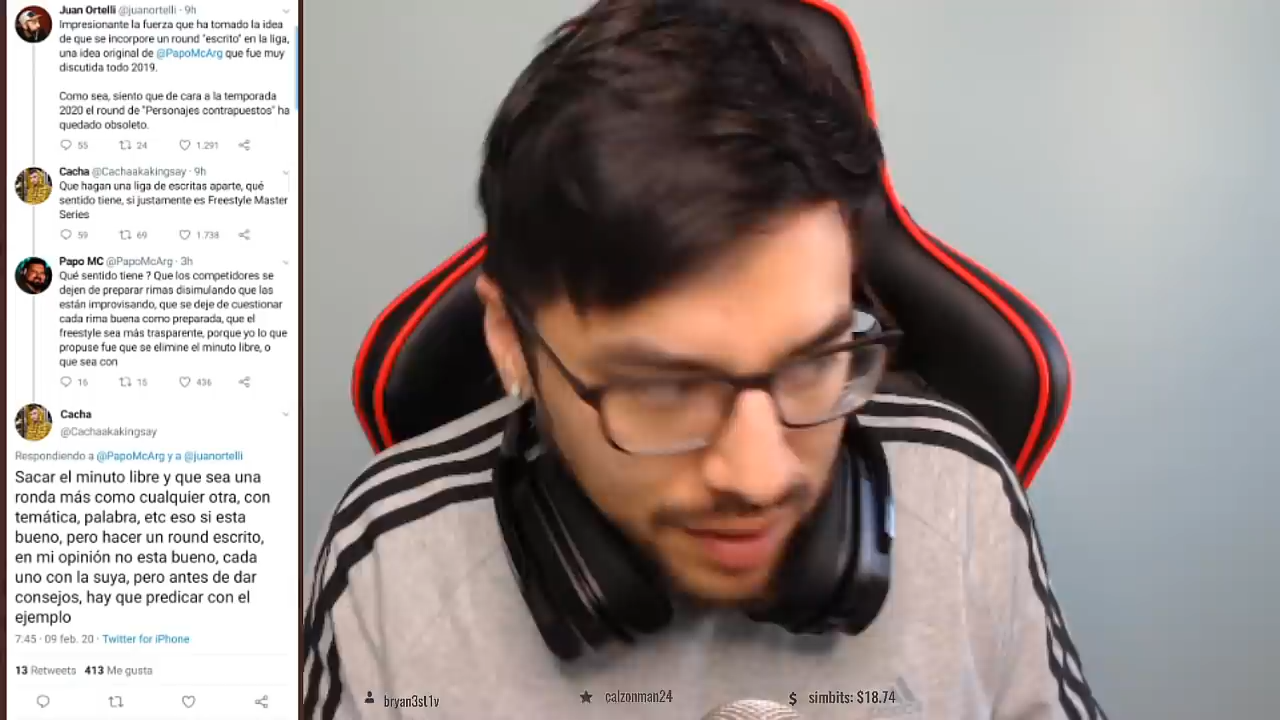 Juan Ortelli @juanortelli · 9h
Impresionante la fuerza que ha tomado la idea
de que se incorpore un round "escrito" en la liga,
una idea original de @PapoMcArg que fue muy
discutida todo 2019.
Como sea, siento que de cara a la temporada
2020 el round de "Personajes contrapuestos" ha
quedado obsoleto.
55 24 1.291
Cacha @Cachaakakingsay · 9h
Que hagan una liga de escritas aparte, qué
sentido tiene, si justamente es Freestyle Master
Series
59 69 1.738
Papo MC @PapoMcArg · 3h
Qué sentido tiene ? Que los competidores se
dejen de preparar rimas disimulando que las
están improvisando, que se deje de cuestionar
cada rima buena como preparada, que el
freestyle sea más trasparente, porque yo lo que
propuse fue que se elimine el minuto libre, o
que sea con
16 15 436
Cacha
@Cachaakakingsay
Respondiendo a @PapoMcArg y a @juanortelli
Sacar el minuto libre y que sea una
ronda más como cualquier otra, con
temática, palabra, etc eso si esta
bueno, pero hacer un round escrito,
en mi opinión no esta bueno, cada
uno con la suya, pero antes de dar
consejos, hay que predicar con el
ejemplo
7:45 · 09 feb. 20 · Twitter for iPhone
13 Retweets 413 Me gusta
bryan3st1v calzonman24 simbits: $18.74